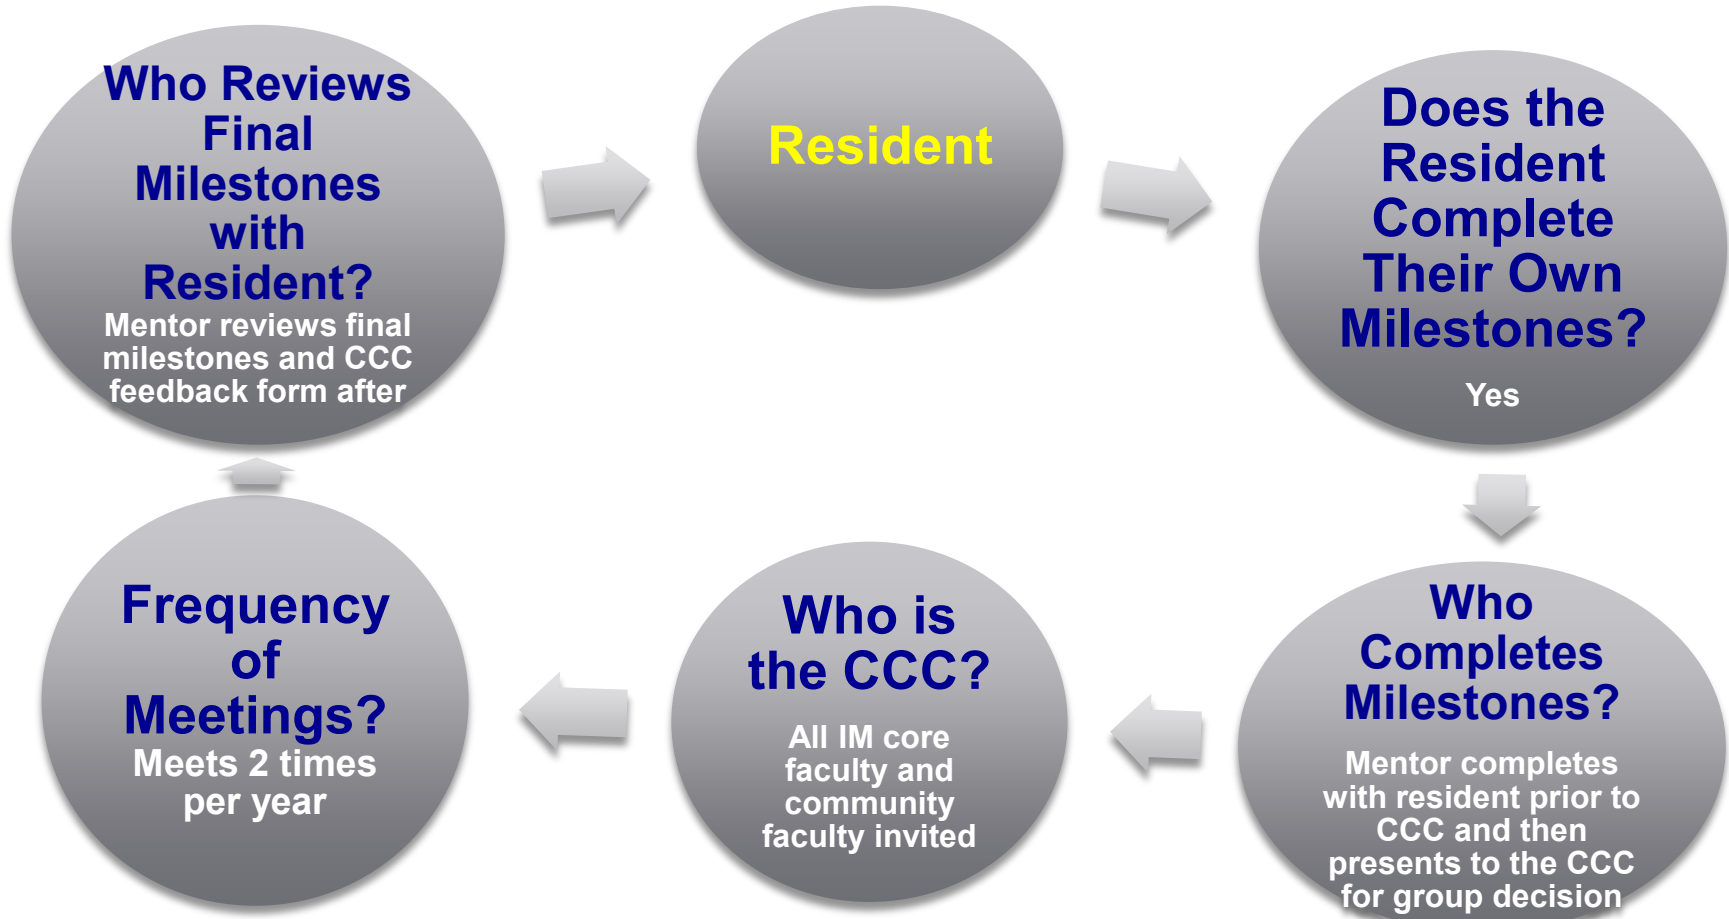 Who Reviews
Final
Milestones
with
Resident?
Mentor reviews final
milestones and CCC
feedback form after
Resident
Does the
Resident
Complete
Their Own
Milestones?
Yes
Who
Completes
Milestones?
Mentor completes
with resident prior to
CCC and then
presents to the CCC
for group decision
Who is
the CCC?
All IM core
faculty and
community
faculty invited
Frequency
of
Meetings?
Meets 2 times
per year